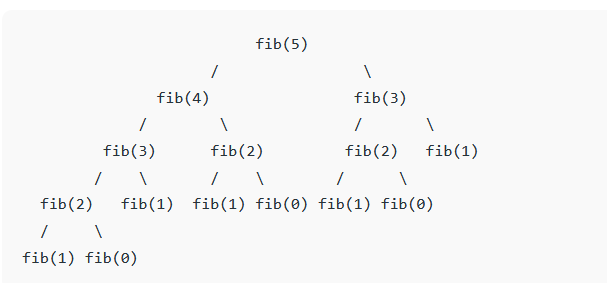 fib(5)
/ \
fib(4) fib(3)
/ \ / \
fib(3) fib(2) fib(2) fib(1)
/ \ / \ / \
fib(2) fib(1) fib(1) fib(0) fib(1) fib(0)
/ \
fib(1) fib(0)